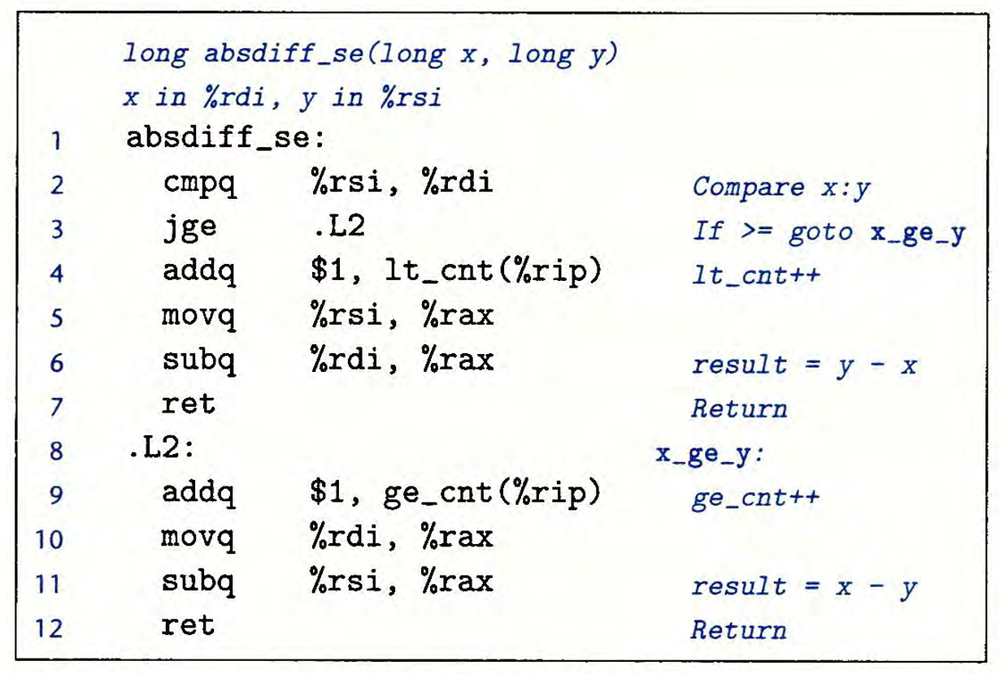 long absdiff_se(long x, long y)
x in %rdi, y in %rsi
1 absdiff_se:
2 cmpq %rsi, %rdi Compare x:y
3 jge .L2 If >= goto x_ge_y
4 addq $1, lt_cnt(%rip) lt_cnt++
5 movq %rsi, %rax
6 subq %rdi, %rax result = y - x
7 ret Return
8 .L2: x_ge_y:
9 addq $1, ge_cnt(%rip) ge_cnt++
10 movq %rdi, %rax
11 subq %rsi, %rax result = x - y
12 ret Return